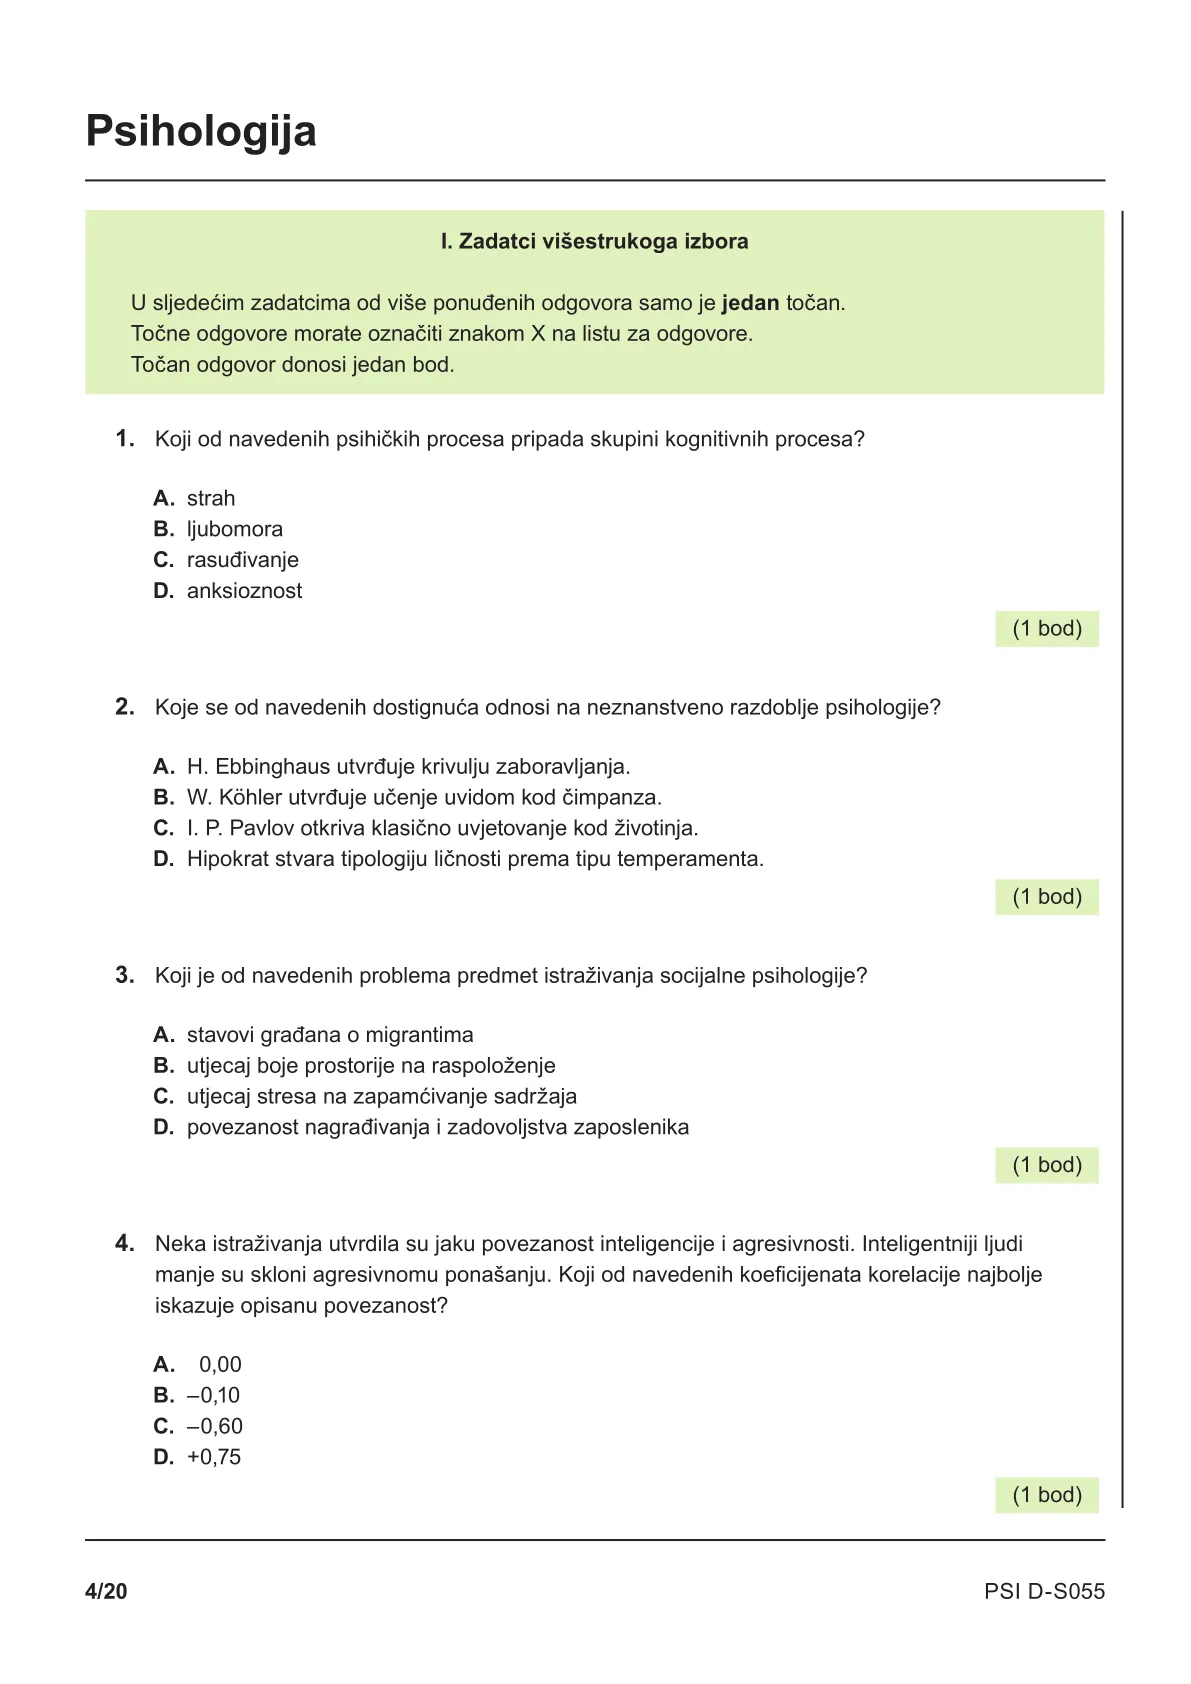 Psihologija
I. Zadatci višestrukoga izbora
U sljedećim zadatcima od više ponuđenih odgovora samo je jedan točan.
Točne odgovore morate označiti znakom X na listu za odgovore.
Točan odgovor donosi jedan bod.
1. Koji od navedenih psihičkih procesa pripada skupini kognitivnih procesa?
A. strah
B. ljubomora
C. rasuđivanje
D. anksioznost
(1 bod)
2. Koje se od navedenih dostignuća odnosi na neznanstveno razdoblje psihologije?
A. H. Ebbinghaus utvrđuje krivulju zaboravljanja.
B. W. Köhler utvrđuje učenje uvidom kod čimpanza.
C. I. P. Pavlov otkriva klasično uvjetovanje kod životinja.
D. Hipokrat stvara tipologiju ličnosti prema tipu temperamenta.
(1 bod)
3. Koji je od navedenih problema predmet istraživanja socijalne psihologije?
A. stavovi građana o migrantima
B. utjecaj boje prostorije na raspoloženje
C. utjecaj stresa na zapamćivanje sadržaja
D. povezanost nagrađivanja i zadovoljstva zaposlenika
(1 bod)
4. Neka istraživanja utvrdila su jaku povezanost inteligencije i agresivnosti. Inteligentniji ljudi
manje su skloni agresivnomu ponašanju. Koji od navedenih koeficijenata korelacije najbolje
iskazuje opisanu povezanost?
A. 0,00
B. –0,10
C. –0,60
D. +0,75
(1 bod)
4/20
PSI D-S055